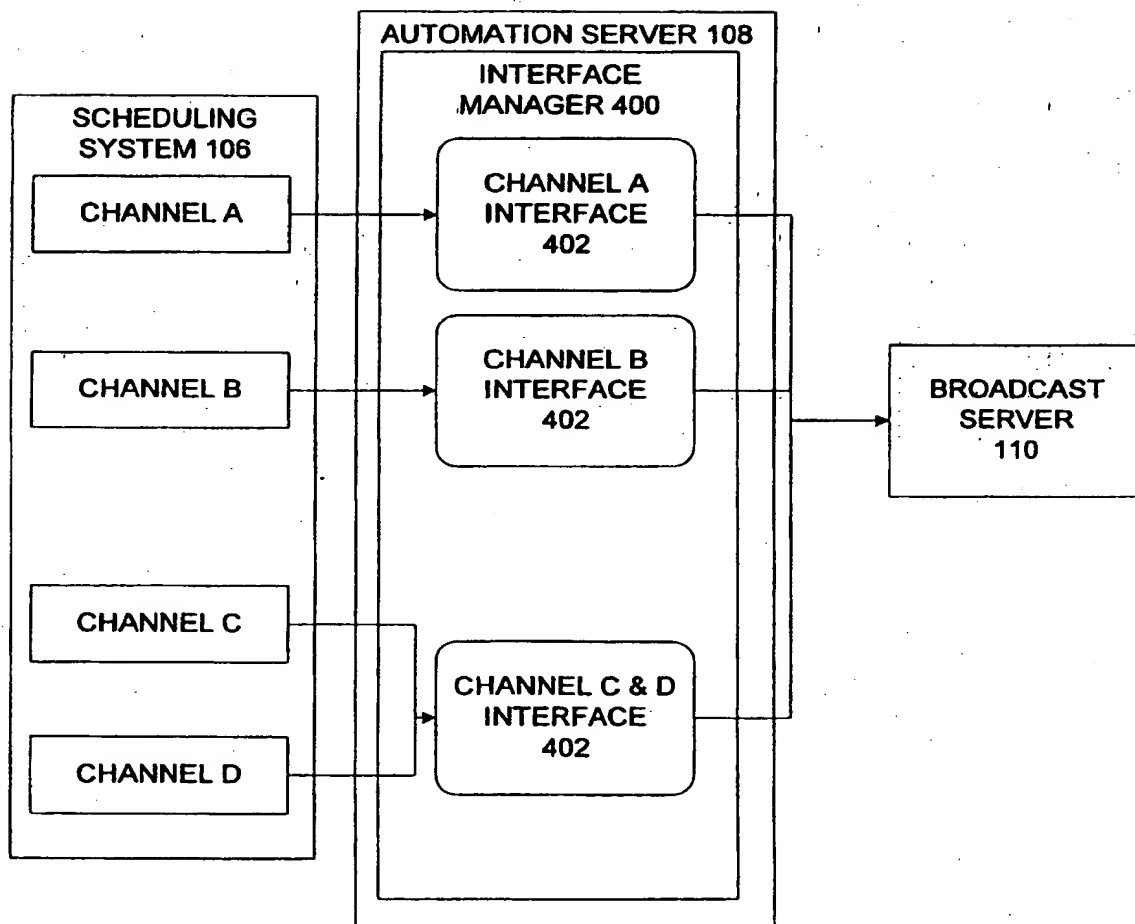 AUTOMATION SERVER 108
INTERFACE
MANAGER 400
SCHEDULING
SYSTEM 106
CHANNEL A
CHANNEL A
INTERFACE
402
CHANNEL B
CHANNEL B
INTERFACE
402
BROADCAST
SERVER
110
CHANNEL C
CHANNEL C & D
INTERFACE
402
CHANNEL D